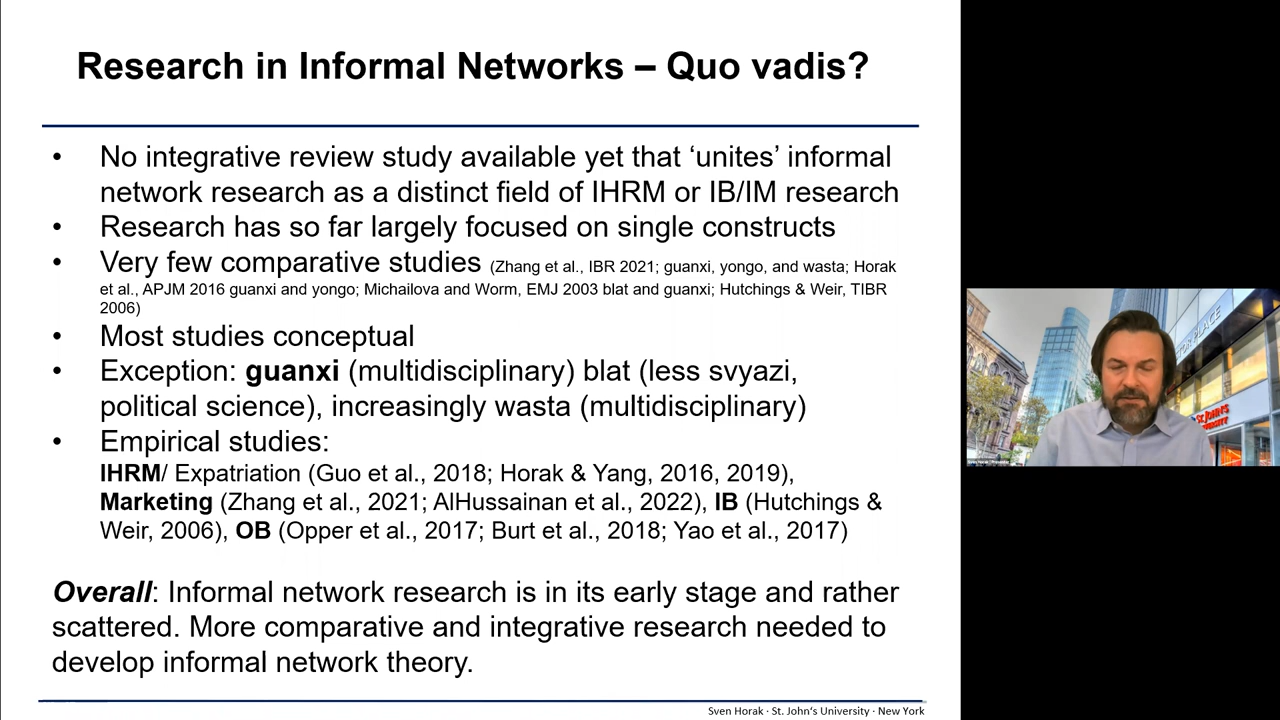 Research in Informal Networks – Quo vadis?
• No integrative review study available yet that ‘unites’ informal
network research as a distinct field of IHRM or IB/IM research
• Research has so far largely focused on single constructs
• Very few comparative studies (Zhang et al., IBR 2021; guanxi, yongo, and wasta; Horak
et al., APJM 2016 guanxi and yongo; Michailova and Worm, EMJ 2003 blat and guanxi; Hutchings & Weir, TIBR
2006)
• Most studies conceptual
• Exception: guanxi (multidisciplinary) blat (less svyazi,
political science), increasingly wasta (multidisciplinary)
• Empirical studies:
IHRM/ Expatriation (Guo et al., 2018; Horak & Yang, 2016, 2019),
Marketing (Zhang et al., 2021; AlHussainan et al., 2022), IB (Hutchings &
Weir, 2006), OB (Opper et al., 2017; Burt et al., 2018; Yao et al., 2017)
Overall: Informal network research is in its early stage and rather
scattered. More comparative and integrative research needed to
develop informal network theory.
Sven Horak · St. John‘s University · New York
PLACE
ST. JOHN'S